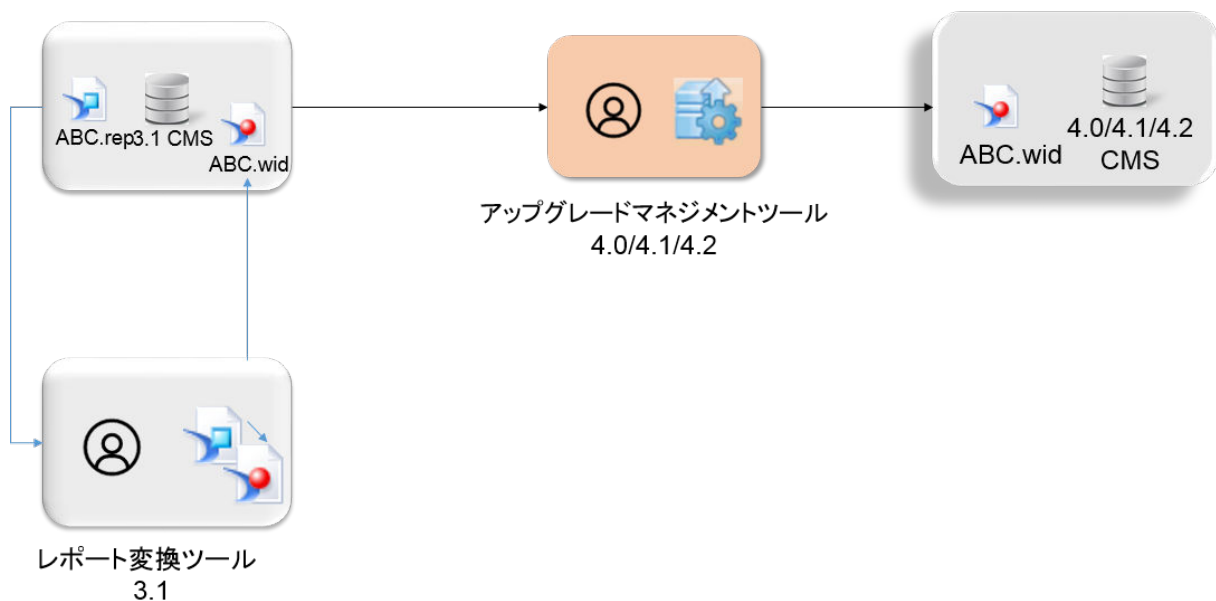 ABC.rep3.1 CMS
ABC.wid
アップグレードマネジメントツール
4.0/4.1/4.2
ABC.wid
4.0/4.1/4.2
CMS
レポート変換ツール
3.1